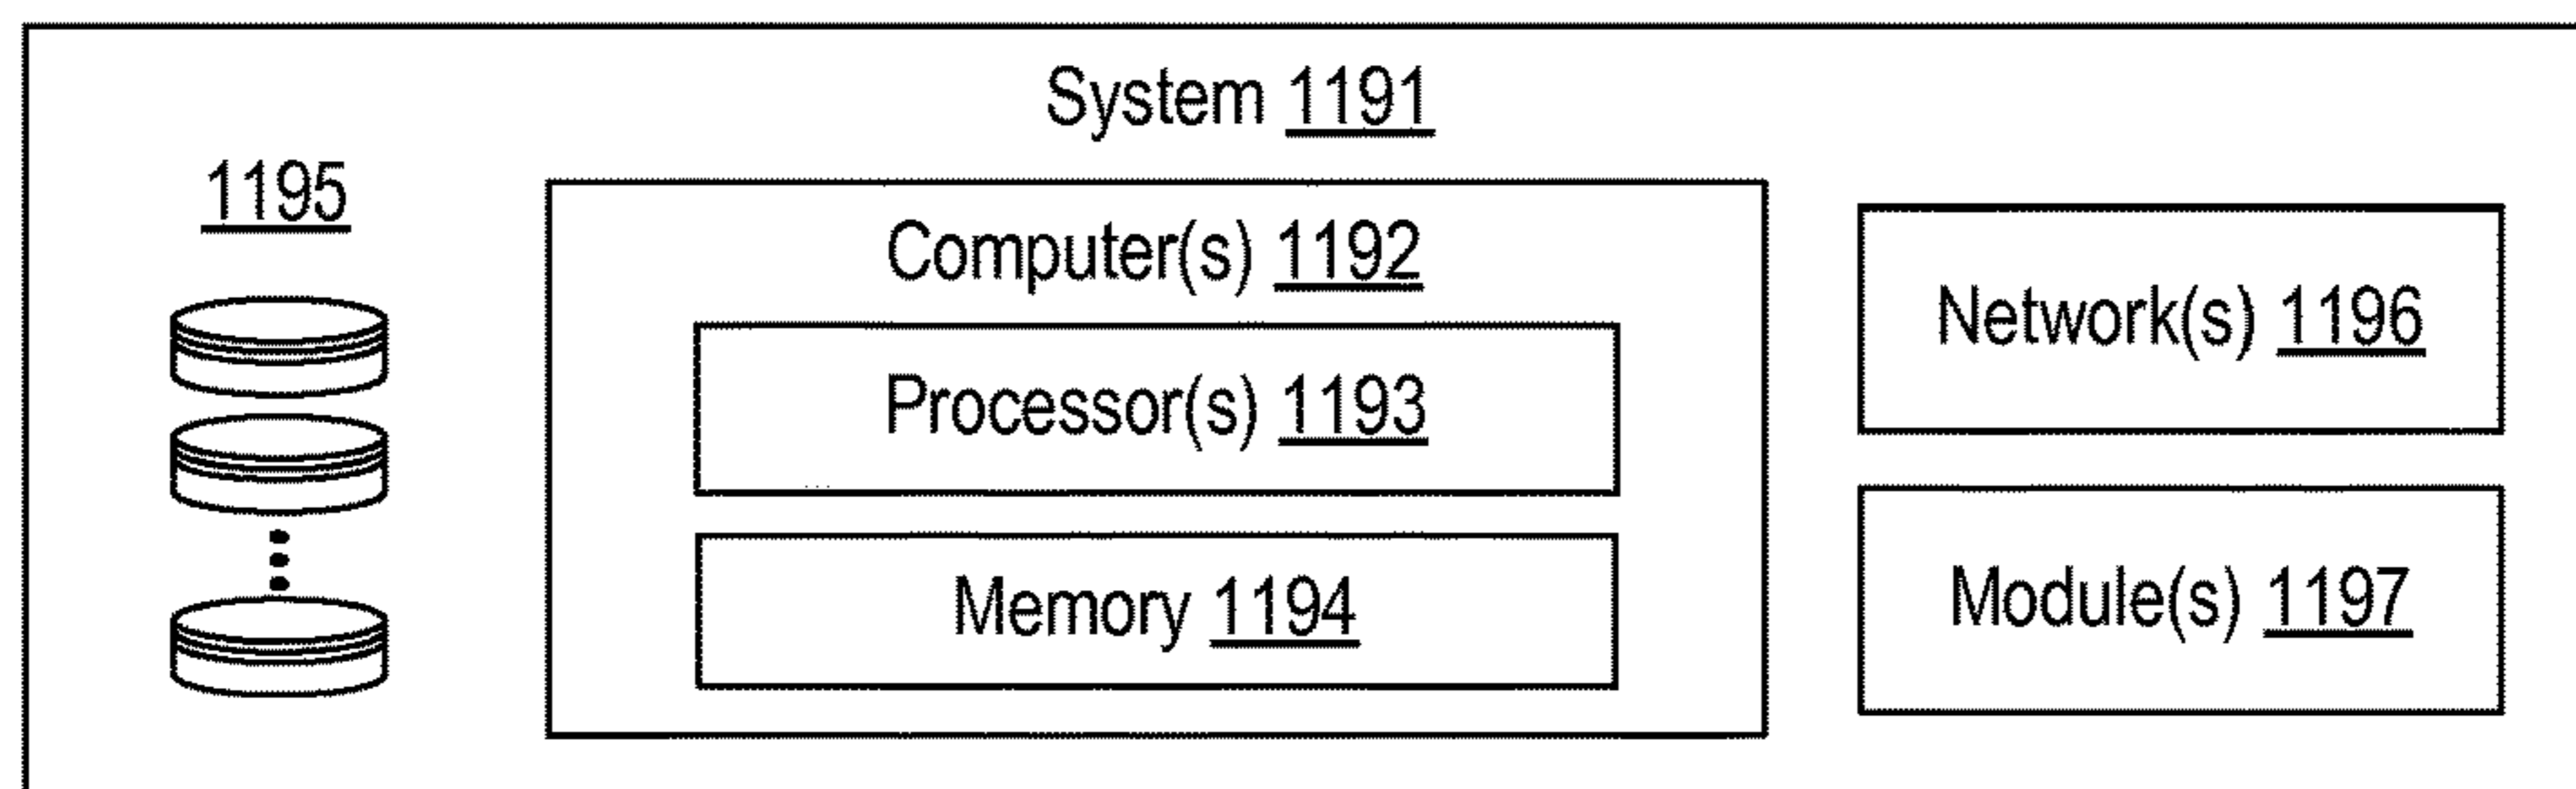 System 1191
1195
Computer(s) 1192
Processor(s) 1193
Memory 1194
Network(s) 1196
Module(s) 1197